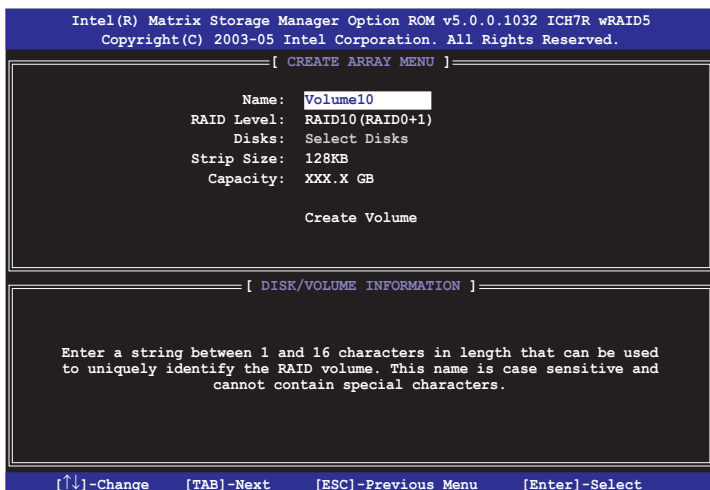 Intel(R) Matrix Storage Manager Option ROM v5.0.0.1032 ICH7R wRAID5
Copyright(C) 2003-05 Intel Corporation. All Rights Reserved.
[ CREATE ARRAY MENU ]
Name: Volume10
RAID Level: RAID10(RAID0+1)
Disks: Select Disks
Strip Size: 128KB
Capacity: XXX.X GB
Create Volume
[ DISK/VOLUME INFORMATION ]
Enter a string between 1 and 16 characters in length that can be used
to uniquely identify the RAID volume. This name is case sensitive and
cannot contain special characters.
[↑↓]-Change [TAB]-Next [ESC]-Previous Menu [Enter]-Select